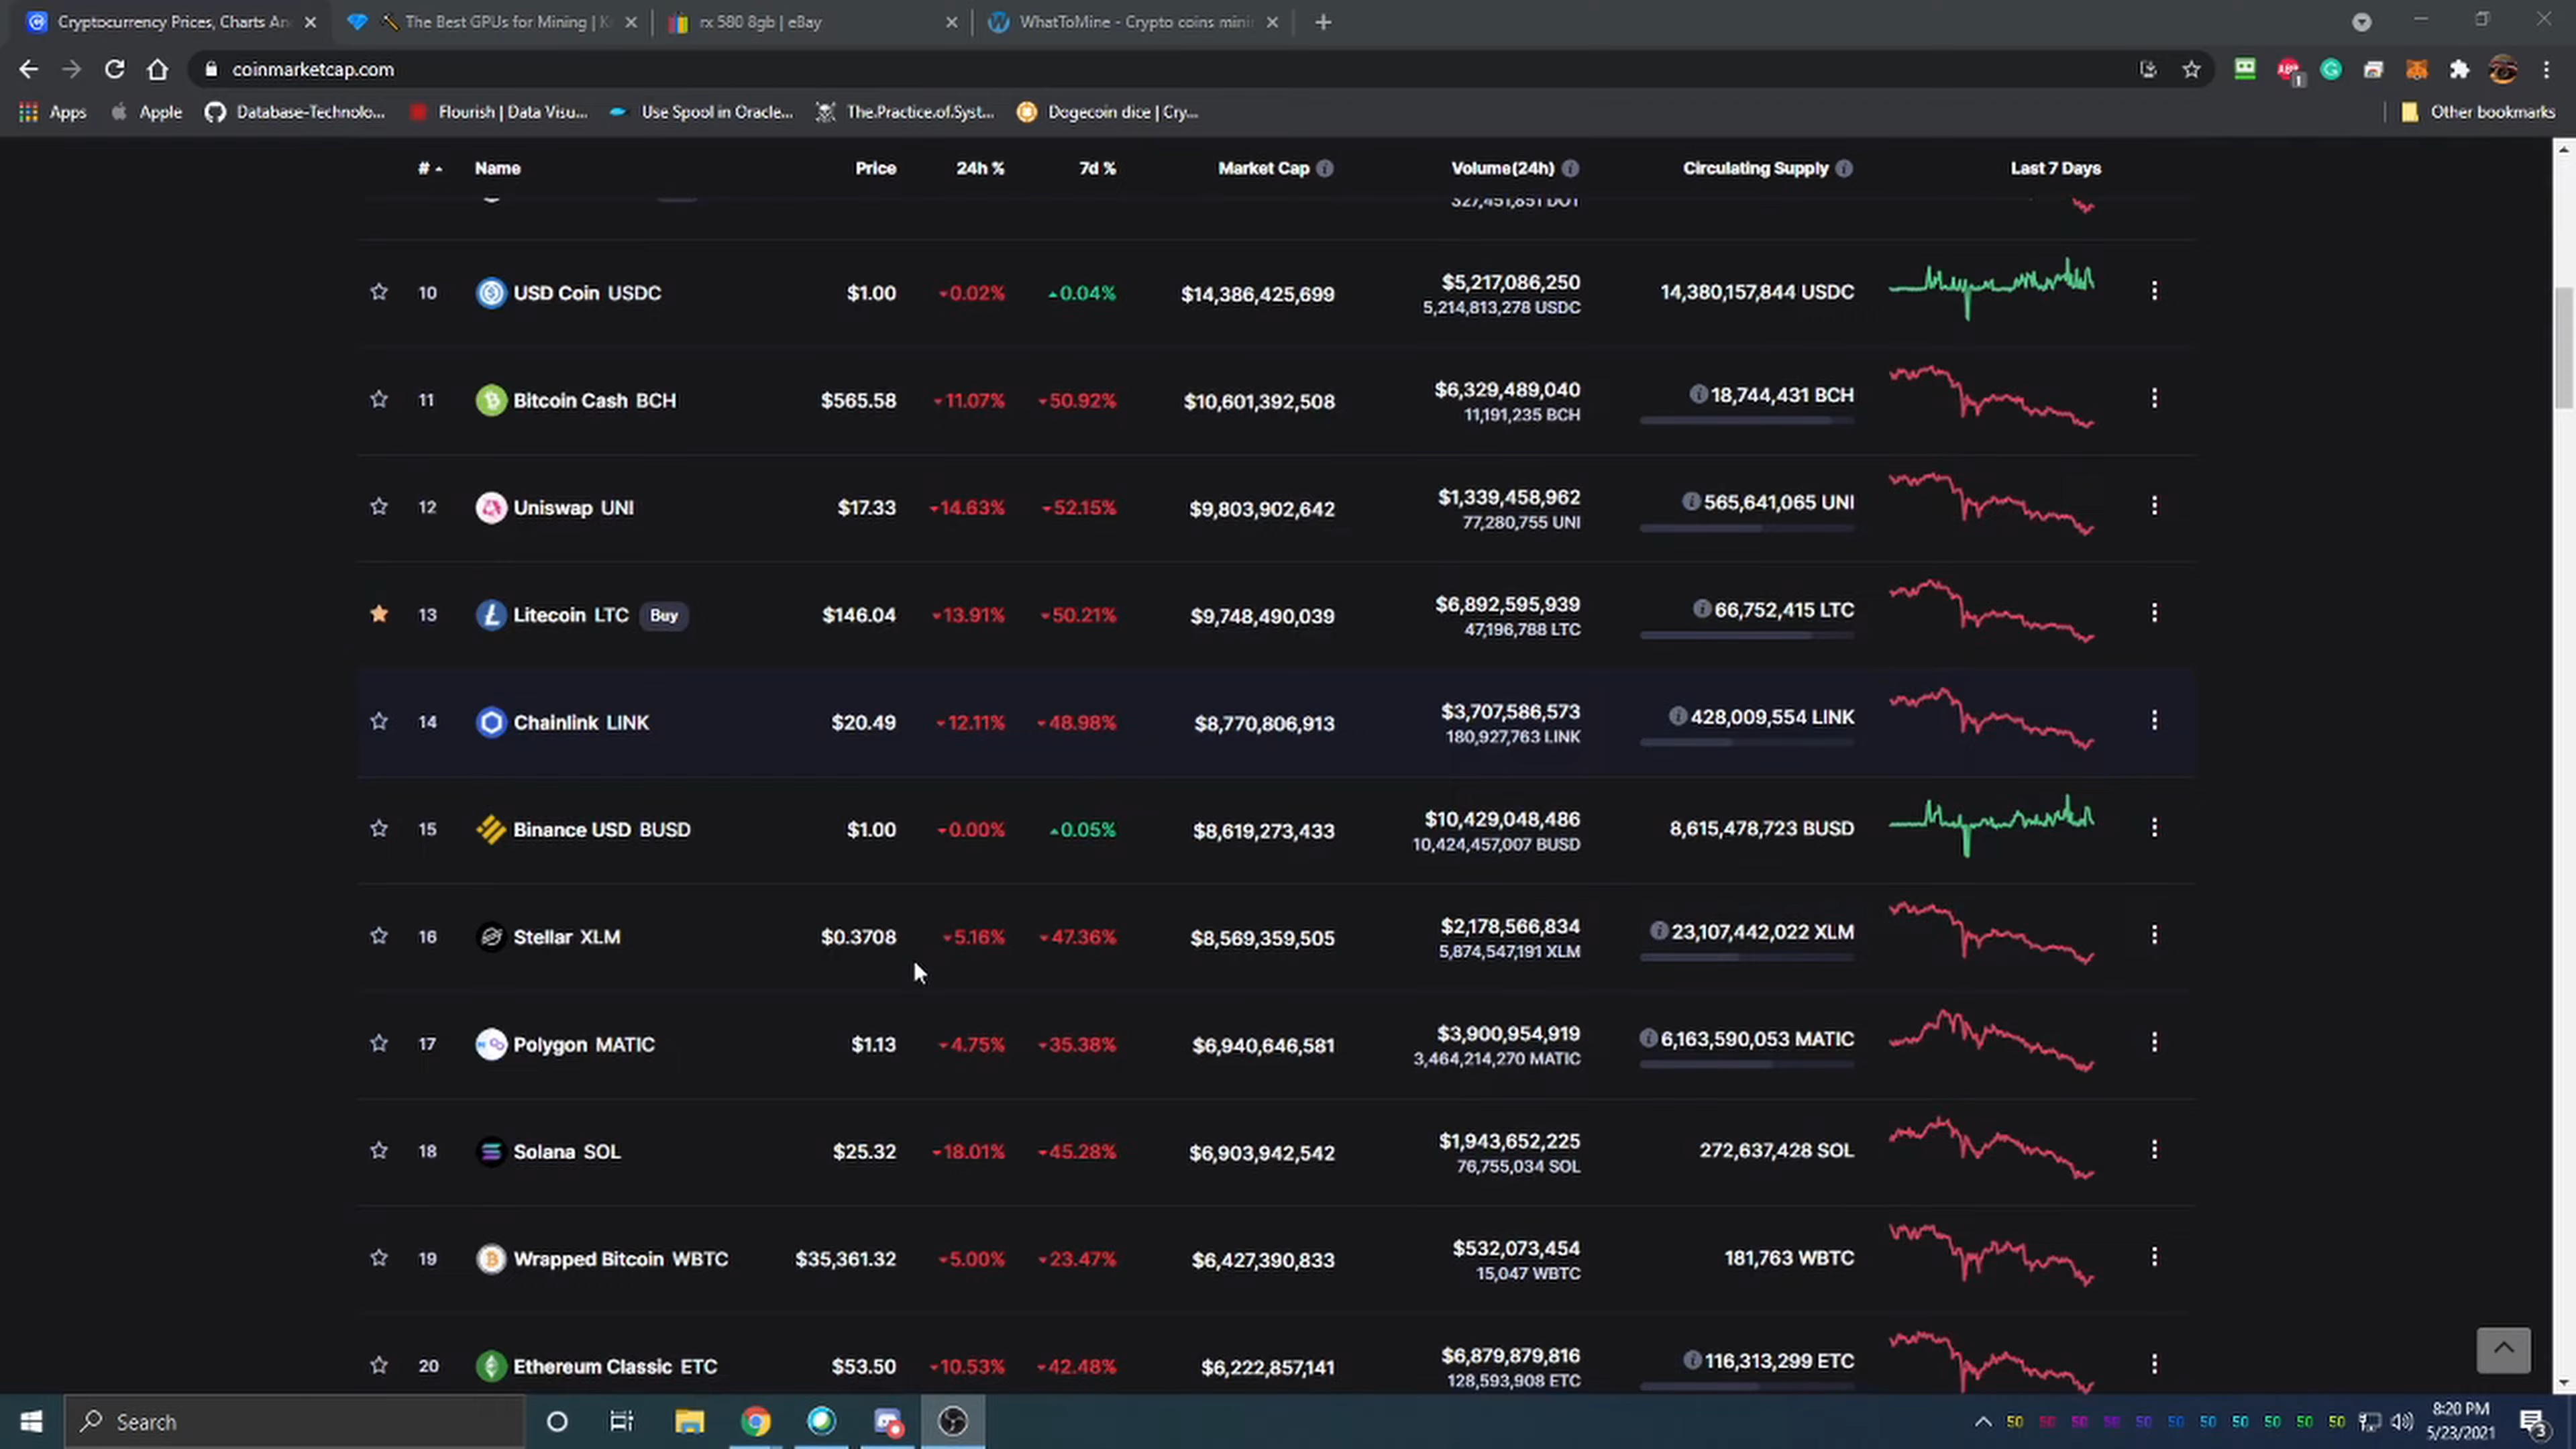 Cryptocurrency Prices, Charts An
The Best GPUs for Mining | K
rx 580 8gb | eBay
WhatToMine - Crypto coins mini
coinmarketcap.com
ABP 1
Apps Apple Database-Technolo... Flourish | Data Visu... Use Spool in Oracle... The.Practice.of.Syst... Dogecoin dice | Cry... Other bookmarks
# Name Price 24h % 7d % Market Cap Volume(24h) Circulating Supply Last 7 Days
327,451,851 DOT
10 USD Coin USDC $1.00 0.02% 0.04% $14,386,425,699 $5,217,086,250 14,380,157,844 USDC
5,214,813,278 USDC
11 Bitcoin Cash BCH $565.58 11.07% 50.92% $10,601,392,508 $6,329,489,040 18,744,431 BCH
11,191,235 BCH
12 Uniswap UNI $17.33 14.63% 52.15% $9,803,902,642 $1,339,458,962 565,641,065 UNI
77,280,755 UNI
13 Litecoin LTC Buy $146.04 13.91% 50.21% $9,748,490,039 $6,892,595,939 66,752,415 LTC
47,196,788 LTC
14 Chainlink LINK $20.49 12.11% 48.98% $8,770,806,913 $3,707,586,573 428,009,554 LINK
180,927,763 LINK
15 Binance USD BUSD $1.00 0.00% 0.05% $8,619,273,433 $10,429,048,486 8,615,478,723 BUSD
10,424,457,007 BUSD
16 Stellar XLM $0.3708 5.16% 47.36% $8,569,359,505 $2,178,566,834 23,107,442,022 XLM
5,874,547,191 XLM
17 Polygon MATIC $1.13 4.75% 35.38% $6,940,646,581 $3,900,954,919 6,163,590,053 MATIC
3,464,214,270 MATIC
18 Solana SOL $25.32 18.01% 45.28% $6,903,942,542 $1,943,652,225 272,637,428 SOL
76,755,034 SOL
19 Wrapped Bitcoin WBTC $35,361.32 5.00% 23.47% $6,427,390,833 $532,073,454 181,763 WBTC
15,047 WBTC
20 Ethereum Classic ETC $53.50 10.53% 42.48% $6,222,857,141 $6,879,879,816 116,313,299 ETC
128,593,908 ETC
Search
50 50 50 50 50 50 50 50 50 50 50
8:20 PM
5/23/2021
3